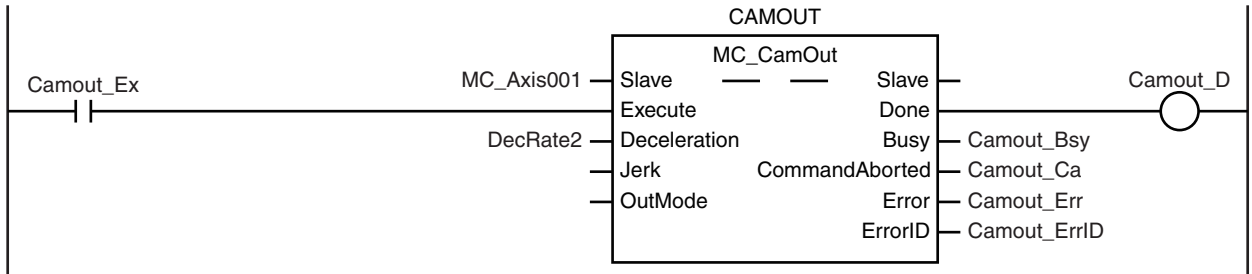 CAMOUT
MC_CamOut
Camout_Ex
MC_Axis001 Slave Slave Camout_D
Execute Done
DecRate2 Deceleration Busy Camout_Bsy
Jerk CommandAborted Camout_Ca
OutMode Error Camout_Err
ErrorID Camout_ErrID